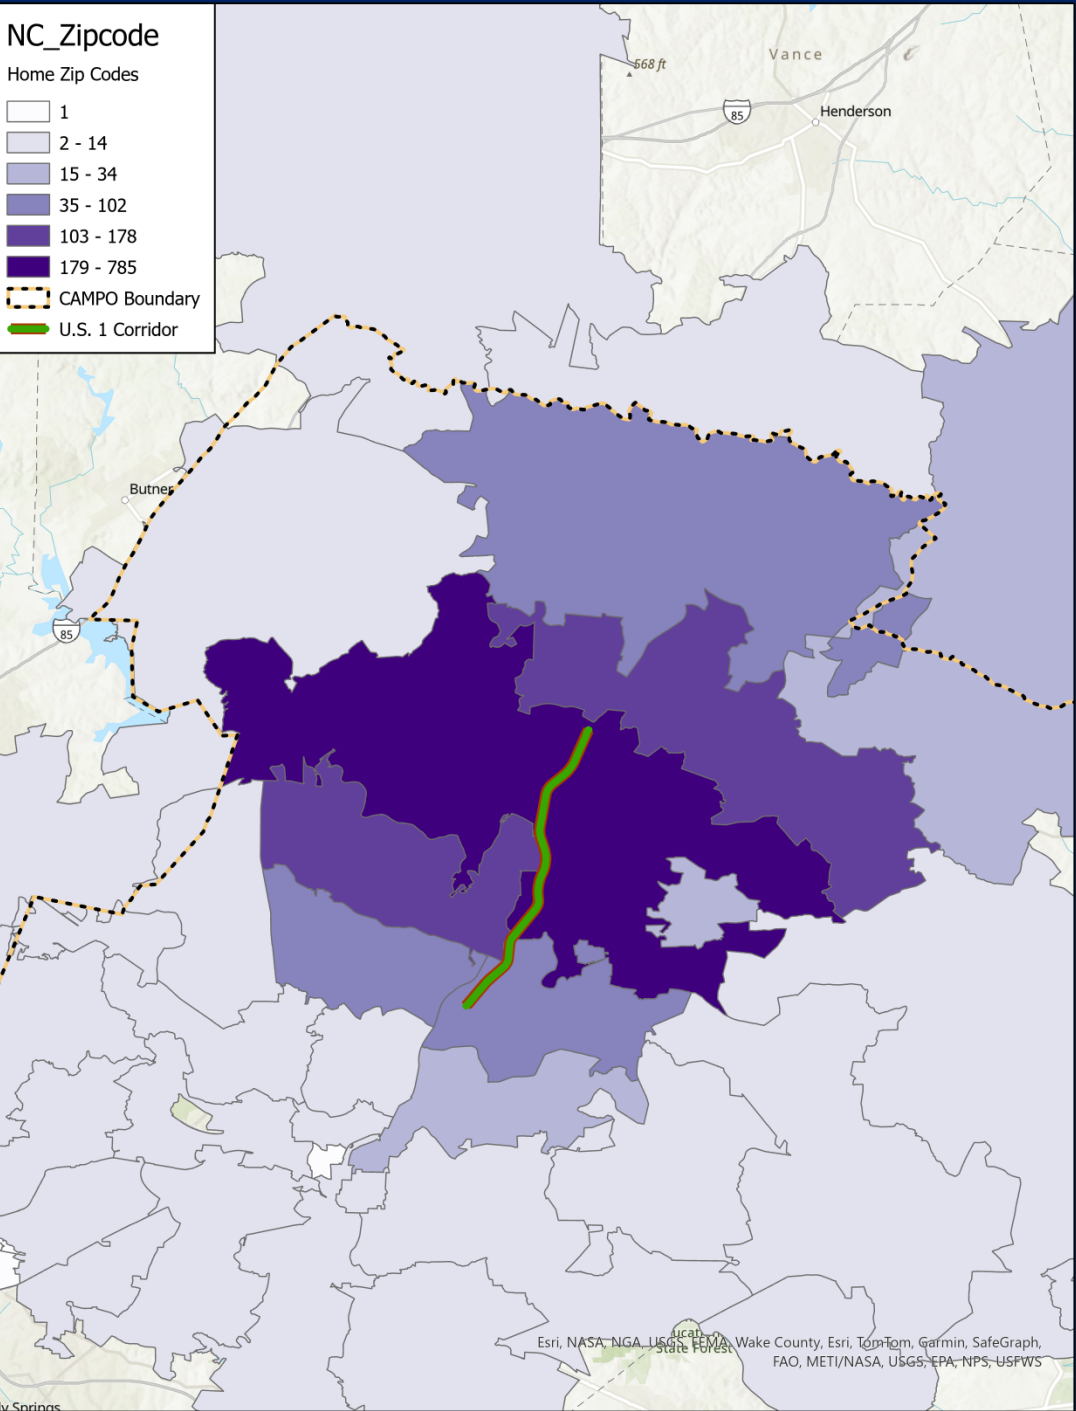 NC_Zipcode
Home Zip Codes
1
2 - 14
15 - 34
35 - 102
103 - 178
179 - 785
CAMPO Boundary
U.S. 1 Corridor
568 ft
Vance
85
Henderson
Butner
85
State Forest
Esri, NASA, NGA, USGS, FEMA, Wake County, Esri, TomTom, Garmin, SafeGraph,
FAO, METI/NASA, USGS, EPA, NPS, USFWS
Springs